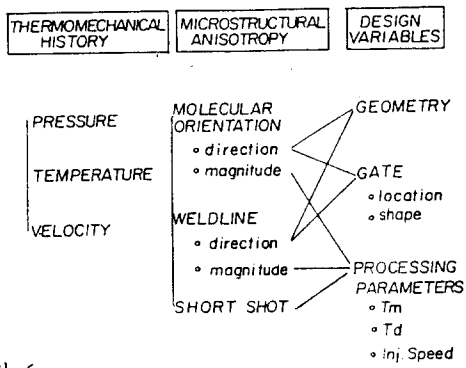 THERMOMECHANICAL
HISTORY
MICROSTRUCTURAL
ANISOTROPY
DESIGN
VARIABLES
PRESSURE
TEMPERATURE
VELOCITY
MOLECULAR
ORIENTATION
o direction
o magnitude
WELDLINE
o direction
o magnitude
SHORT SHOT
GEOMETRY
GATE
o location
o shape
PROCESSING
PARAMETERS
o Tm
o Td
o Inj. Speed